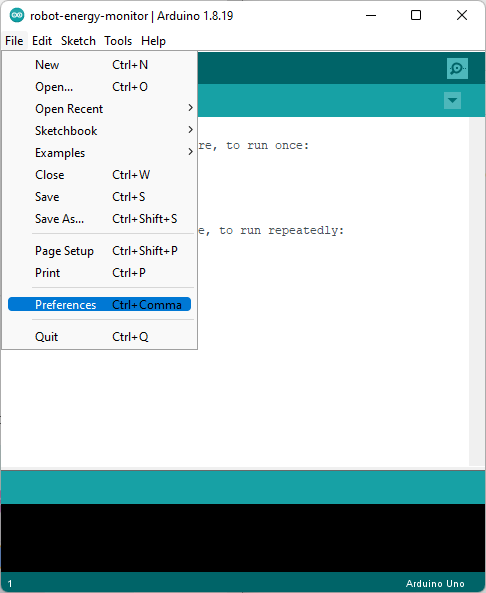 robot-energy-monitor | Arduino 1.8.19
File Edit Sketch Tools Help
New Ctrl+N
Open... Ctrl+O
Open Recent
Sketchbook
Examples
re, to run once:
Close Ctrl+W
Save Ctrl+S
Save As... Ctrl+Shift+S
e, to run repeatedly:
Page Setup Ctrl+Shift+P
Print Ctrl+P
Preferences Ctrl+Comma
Quit Ctrl+Q
1 Arduino Uno